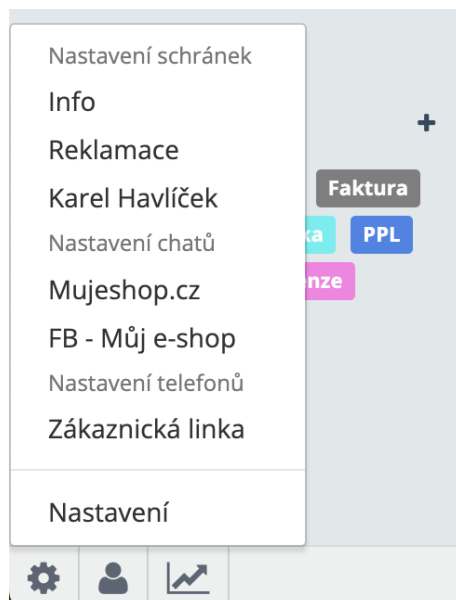 Nastavení schránek
Info
Reklamace
Karel Havlíček
Nastavení chatů
Mujeshop.cz
FB - Můj e-shop
Nastavení telefonů
Zákaznická linka
Nastavení
Faktura
PPL